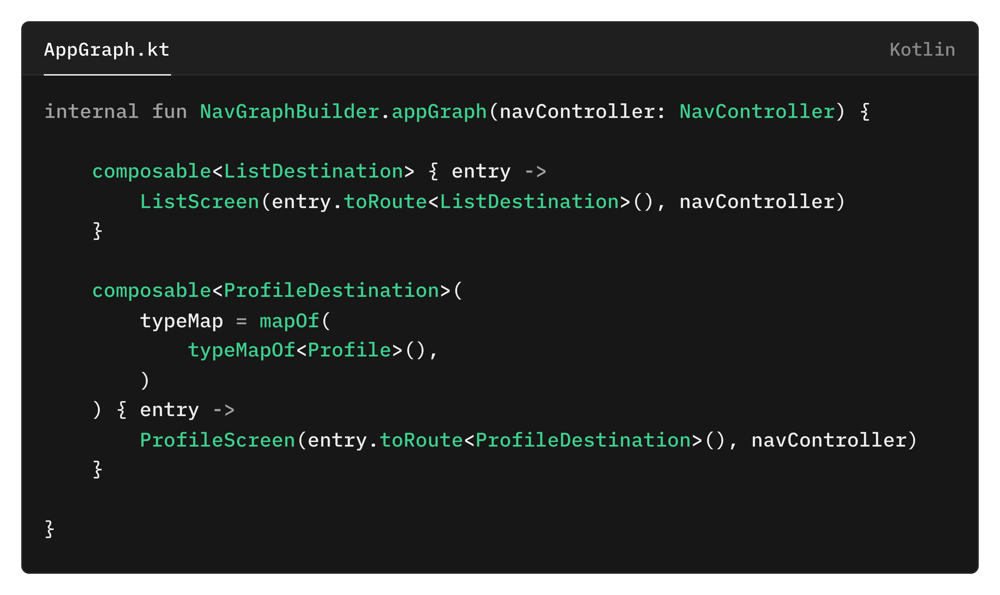 AppGraph.kt
Kotlin
internal fun NavGraphBuilder.appGraph(navController: NavController) {
    composable<ListDestination> { entry ->
        ListScreen(entry.toRoute<ListDestination>(), navController)
    }
    composable<ProfileDestination>(
        typeMap = mapOf(
            typeMapOf<Profile>(),
        )
    ) { entry ->
        ProfileScreen(entry.toRoute<ProfileDestination>(), navController)
    }
}